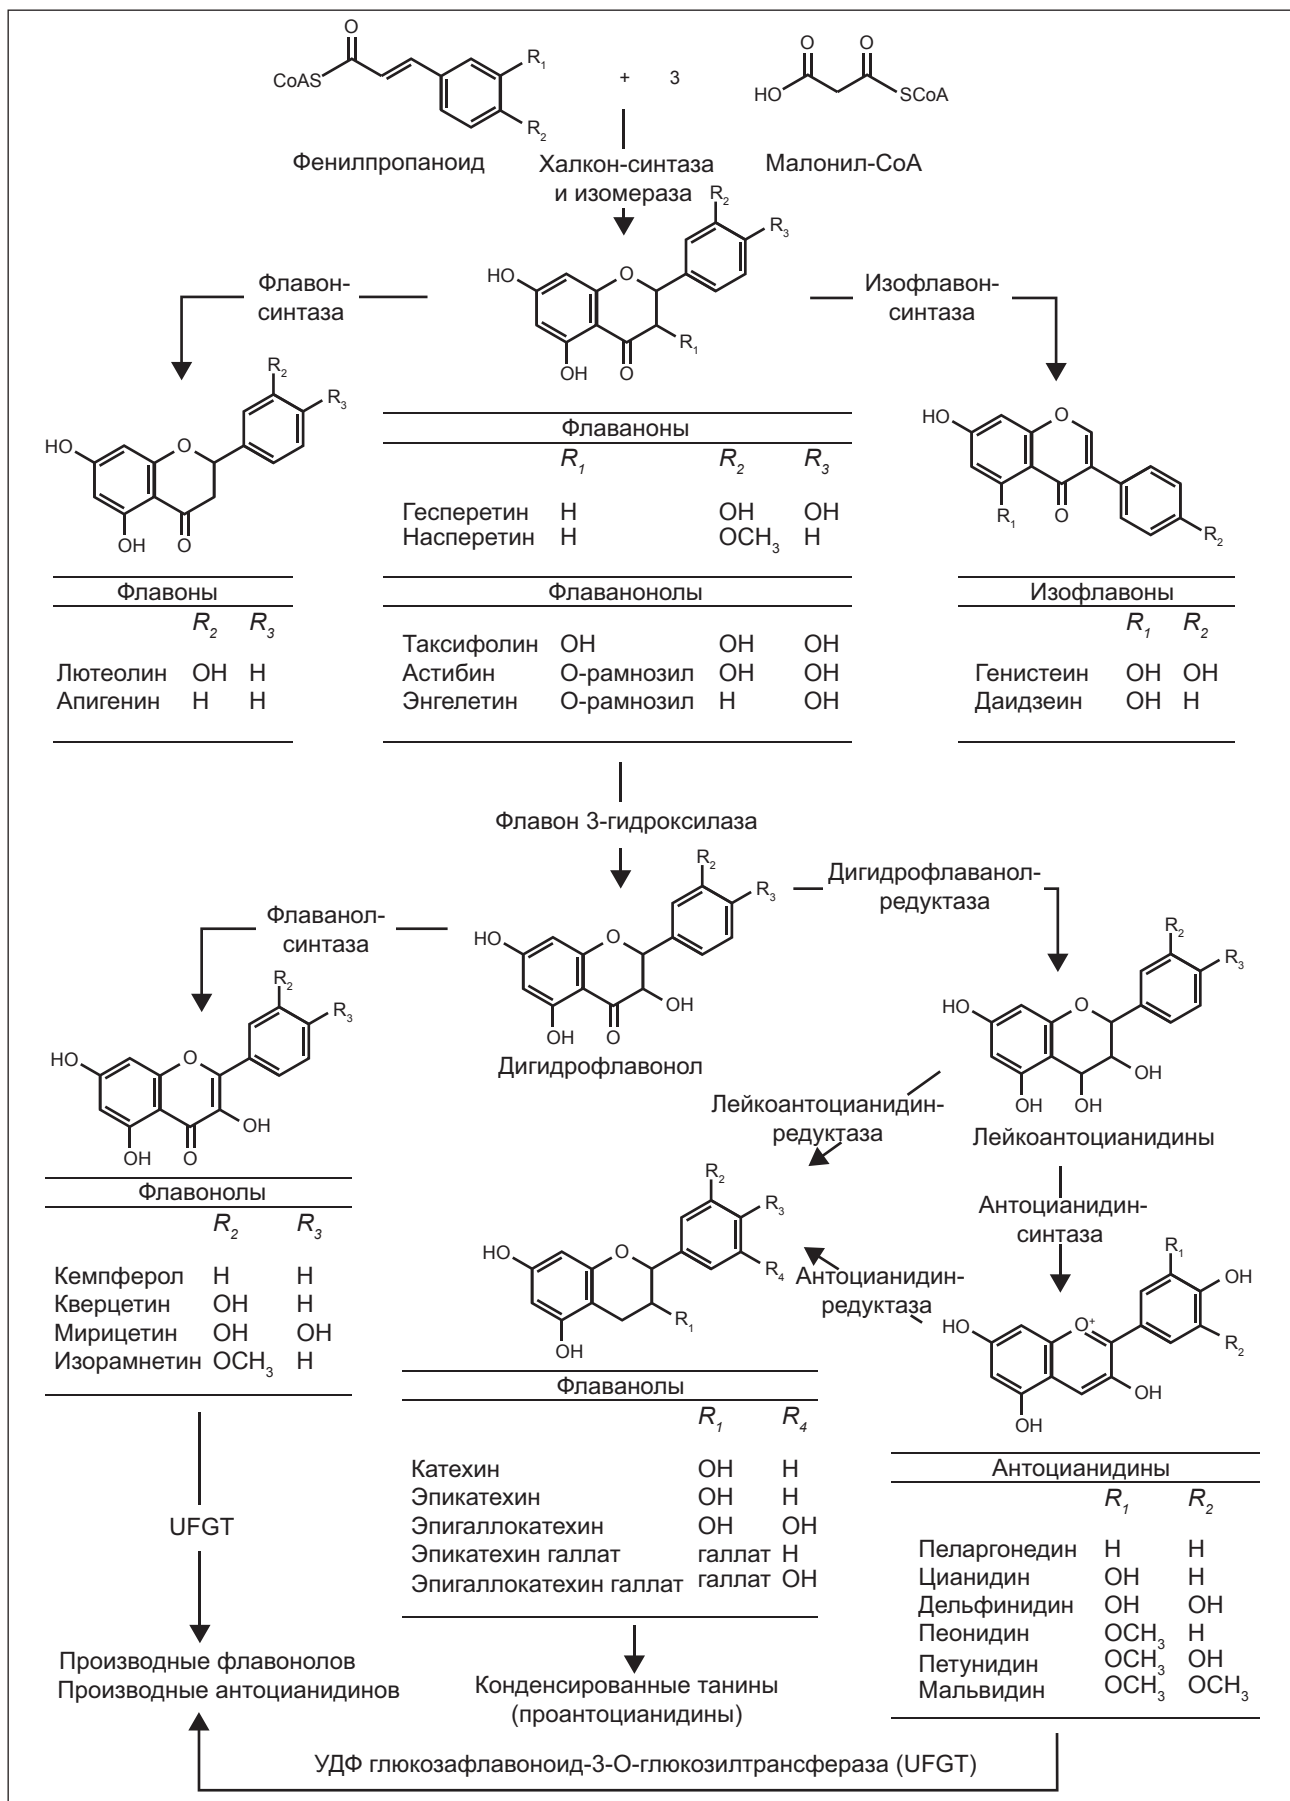 O
CoAS
R1
R2
+ 3
O O
HO
SCoA
Фенилпропаноид
Халкон-синтаза
и изомераза
Малонил-CoA
R2
R3
HO
O
R1
OH O
Флавон-
синтаза
Изофлавон-
синтаза
R2
R3
HO
O
OH O
HO
O
R1
O
R2
Флаваноны
R1 R2 R3
Гесперетин H OH OH
Насперетин H OCH3 H
Флаванонолы
Таксифолин OH OH OH
Астибин О-рамнозил OH OH
Энгелетин О-рамнозил H OH
Флавоны
R2 R3
Лютеолин OH H
Апигенин H H
Изофлавоны
R1 R2
Генистеин OH OH
Даидзеин OH H
Флавон 3-гидроксилаза
R2
R3
HO
O
OH
OH O
Дигидрофлавонол
Флаванол-
синтаза
Дигидрофлаванол-
редуктаза
R2
R3
HO
O
OH
OH O
R2
R3
HO
O
OH
OH OH
Лейкоантоцианидины
Лейкоантоцианидин-
редуктаза
Антоцианидин-
синтаза
Антоцианидин-
редуктаза
Флавонолы
R2 R3
Кемпферол H H
Кверцетин OH H
Мирицетин OH OH
Изорамнетин OCH3 H
R2
R3
R4
HO
O
R1
OH
R1
OH
R2
HO
O+
OH
OH
Флаванолы
R1 R4
Катехин OH H
Эпикатехин OH H
Эпигаллокатехин OH OH
Эпикатехин галлат галлат H
Эпигаллокатехин галлат галлат OH
Антоцианидины
R1 R2
Пеларгонедин H H
Цианидин OH H
Дельфинидин OH OH
Пеонидин OCH3 H
Петунидин OCH3 OH
Мальвидин OCH3 OCH3
UFGT
Производные флавонолов
Производные антоцианидинов
Конденсированные танины
(проантоцианидины)
УДФ глюкозафлавоноид-3-О-глюкозилтрансфераза (UFGT)